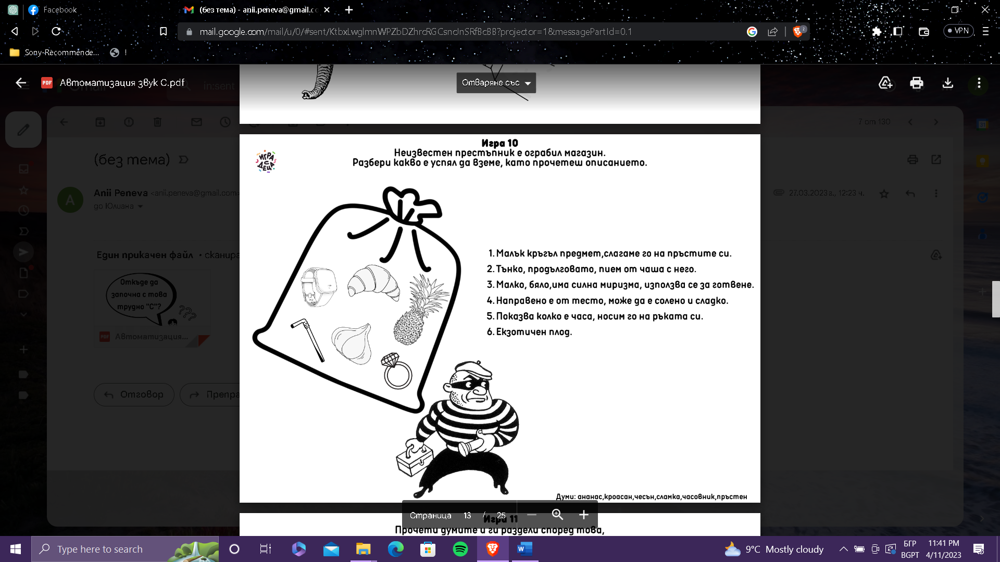 Facebook
(без тема) - anii.peneva@gmail.co
mail.google.com/mail/u/0/#sent/
?projector=1&messagePartId=0.1
VPN
Sony-Recommende...
!
PDF Автоматизация звук С.pdf
in:sent
Отваряне със
7 от 130
(без тема)
A
Anii Peneva <anii.peneva@gmail.com>
до Юлиана
27.03.2023 г., 12:23 ч.
Един прикачен файл • сканира
Откъде да
започна с това
трудно "С"?
PDF Автоматизация...
Отговор
Препра
Игра 10
ИГРА
С
ДЕЦА
Неизвестен престъпник е ограбил магазин.
Разбери какво е успял да вземе, като прочетеш описанието.
1. Малък кръгъл предмет,слагаме го на пръстите си.
2. Тънко, продълговато, пием от чаша с него.
3. Малко, бяло,има силна миризма, използва се за готвене.
4. Направено е от тесто, може да е солено и сладко.
5. Показва колко е часа, носим го на ръката си.
6. Екзотичен плод.
Думи: ананас,кроасан,чесън,сламка,часовник,пръстен
Страница 13 / 25
Игра 11
Прочети думите и ги раздели според това,
Type here to search
9°C Mostly cloudy
БГР
BGPT
11:41 PM
4/11/2023